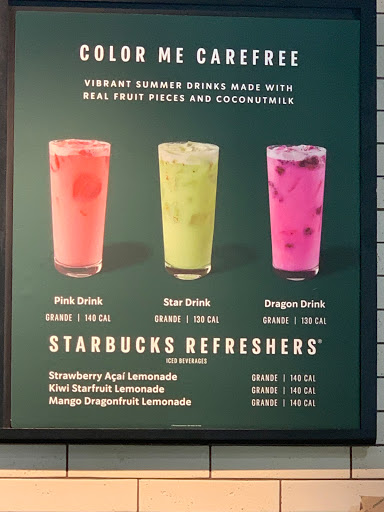 COLOR ME CAREFREE
VIBRANT SUMMER DRINKS MADE WITH
REAL FRUIT PIECES AND COCONUTMILK
Pink Drink
GRANDE | 140 CAL
Star Drink
GRANDE | 130 CAL
Dragon Drink
GRANDE | 130 CAL
STARBUCKS REFRESHERS®
ICED BEVERAGES
Strawberry Açaí Lemonade GRANDE | 140 CAL
Kiwi Starfruit Lemonade GRANDE | 140 CAL
Mango Dragonfruit Lemonade GRANDE | 140 CAL